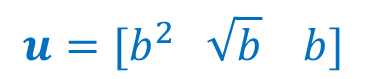 u = [b² √b b]